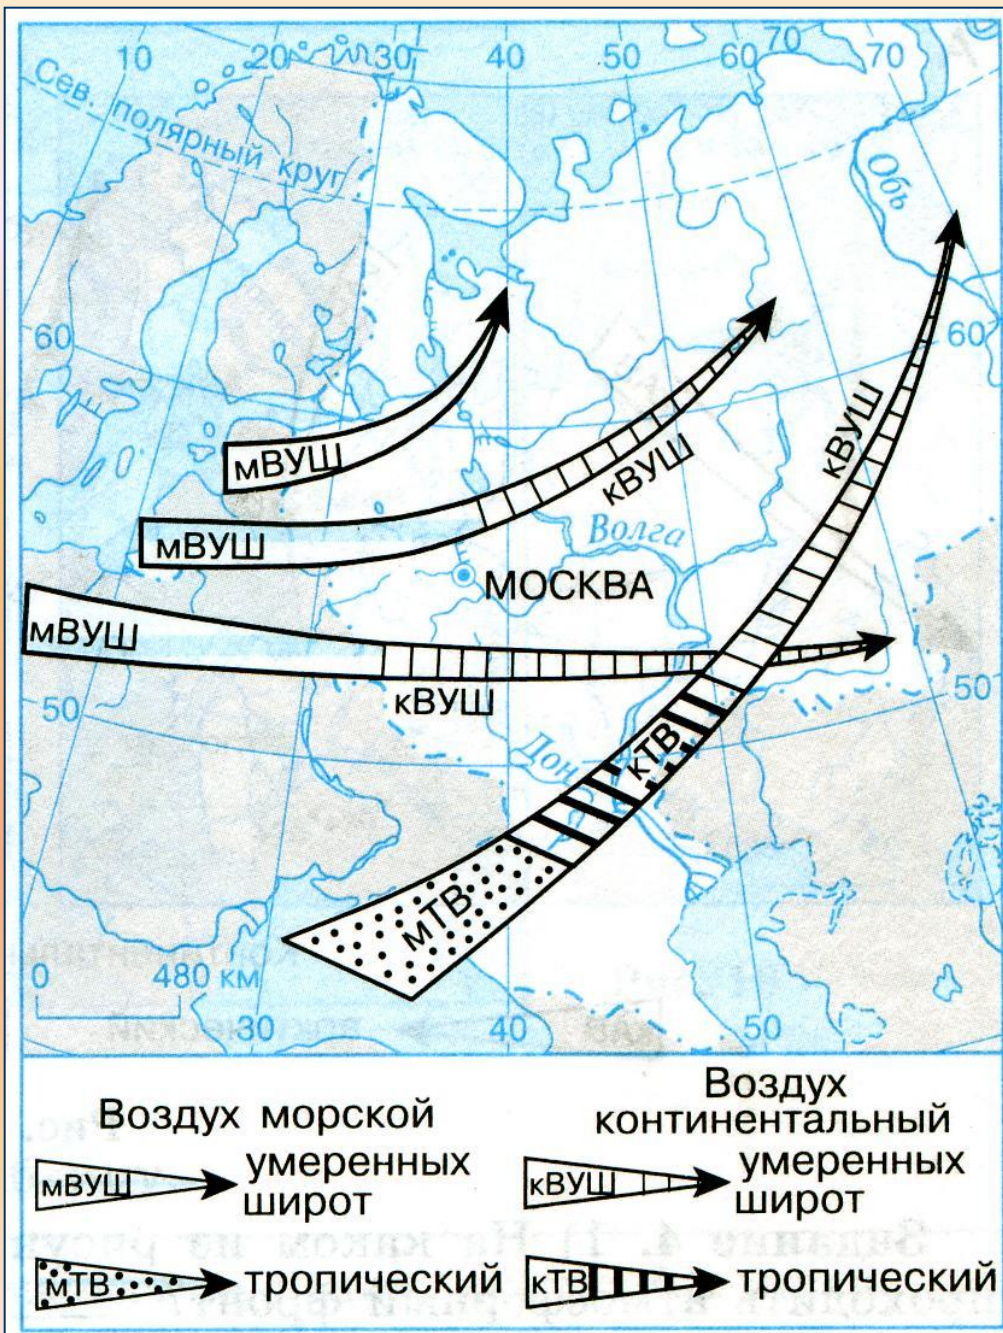 10
20
30
40
50
60
70
70
Сев. полярный круг
Обь
60
60
мВУШ
кВУШ
кВУШ
мВУШ
Волга
МОСКВА
мВУШ
кВУШ
50
50
Дон
кТВ
мТВ
0 480 км
30
40
50
Воздух морской
Воздух
континентальный
мВУШ умеренных
широт
кВУШ умеренных
широт
мТВ тропический
кТВ тропический